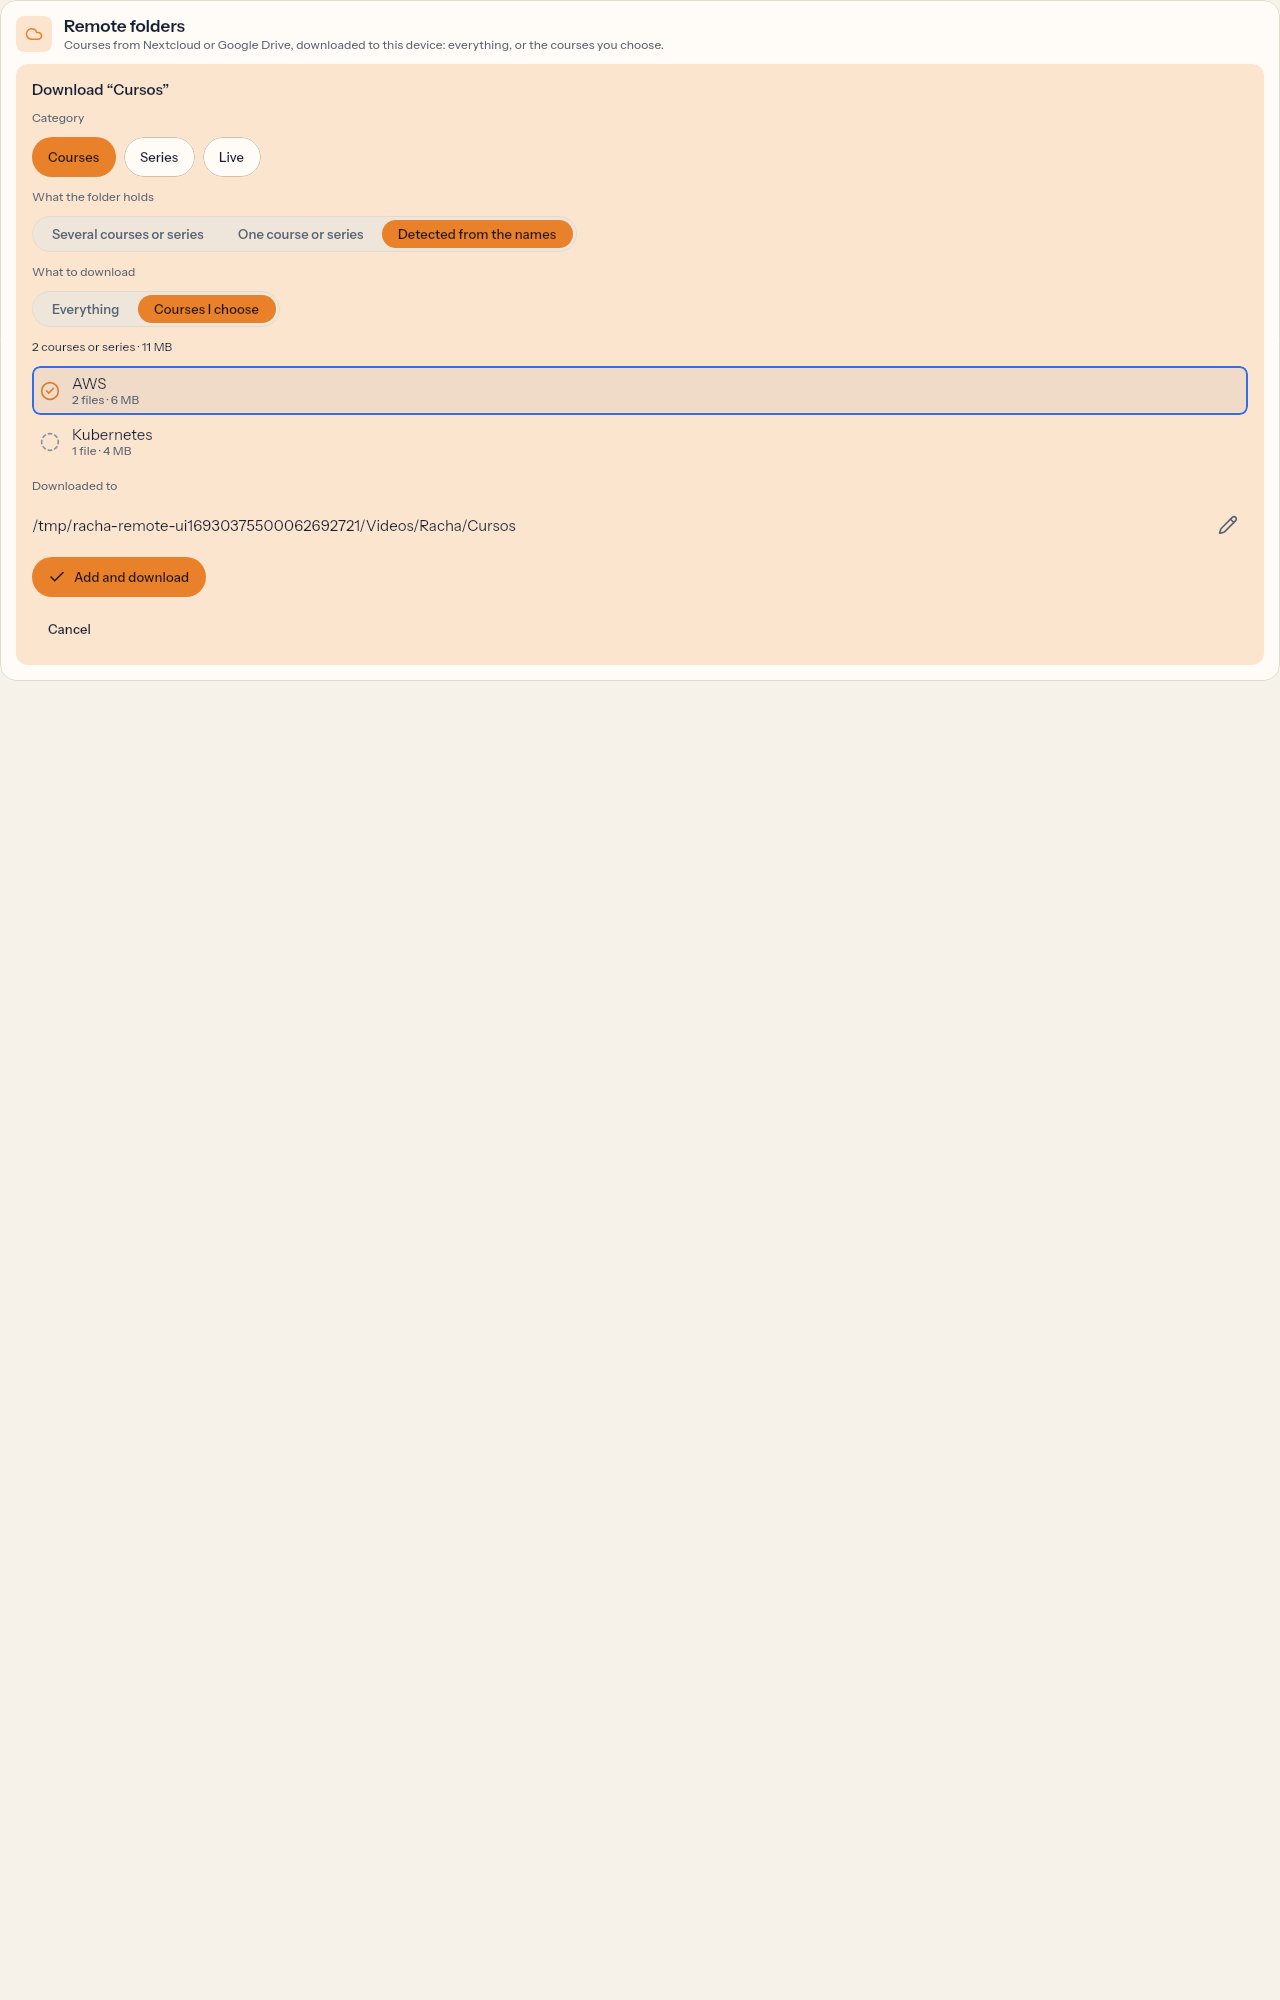 Remote folders
Courses from Nextcloud or Google Drive, downloaded to this device: everything, or the courses you choose.
Download “Cursos”
Category
Courses
Series
Live
What the folder holds
Several courses or series
One course or series
Detected from the names
What to download
Everything
Courses I choose
2 courses or series · 11 MB
AWS
2 files · 6 MB
Kubernetes
1 file · 4 MB
Downloaded to
/tmp/racha-remote-ui16930375500062692721/Videos/Racha/Cursos
Add and download
Cancel